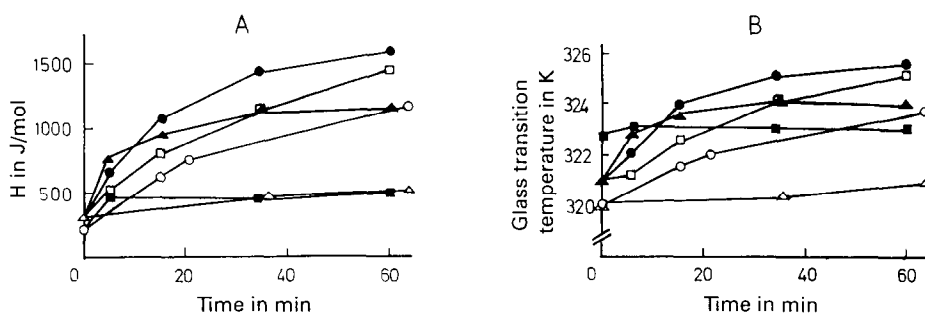 A
H in J/mol
1500
1000
500
0
20
40
60
Time in min
B
Glass transition
temperature in K
326
324
322
320
0
20
40
60
Time in min